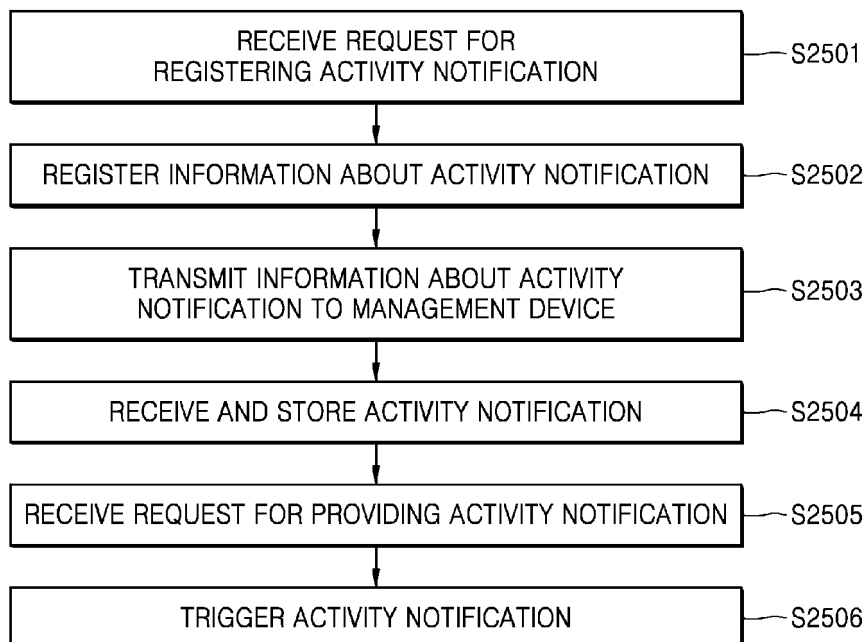 RECEIVE REQUEST FOR
REGISTERING ACTIVITY NOTIFICATION
S2501
REGISTER INFORMATION ABOUT ACTIVITY NOTIFICATION
S2502
TRANSMIT INFORMATION ABOUT ACTIVITY
NOTIFICATION TO MANAGEMENT DEVICE
S2503
RECEIVE AND STORE ACTIVITY NOTIFICATION
S2504
RECEIVE REQUEST FOR PROVIDING ACTIVITY NOTIFICATION
S2505
TRIGGER ACTIVITY NOTIFICATION
S2506